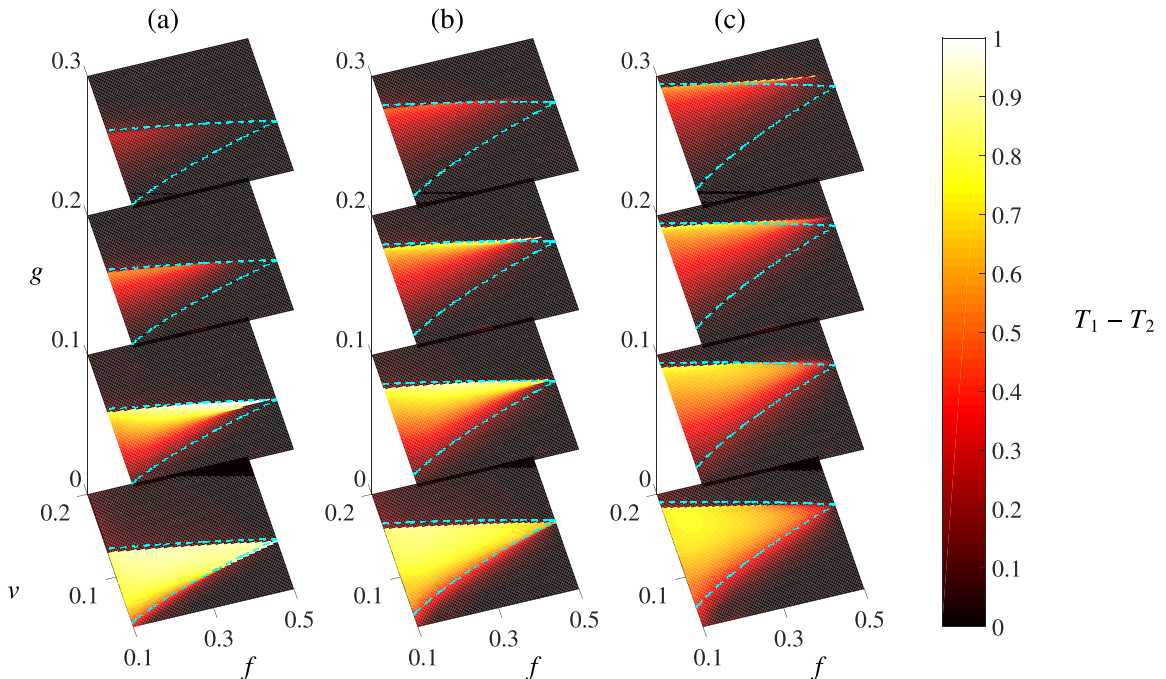 (a) (b) (c)
0.3 0.3 0.3 1
0.9
0.8
0.2 0.2 0.2 0.7
g 0.6
T₁ − T₂
0.1 0.1 0.1 0.5
0.4
0 0 0 0.3
0.2 0.2 0.2 0.2
v 0.1 0.5 0.1 0.5 0.1 0.5 0.1
0.3 0.3 0.3 0
0.1 f 0.1 f 0.1 f